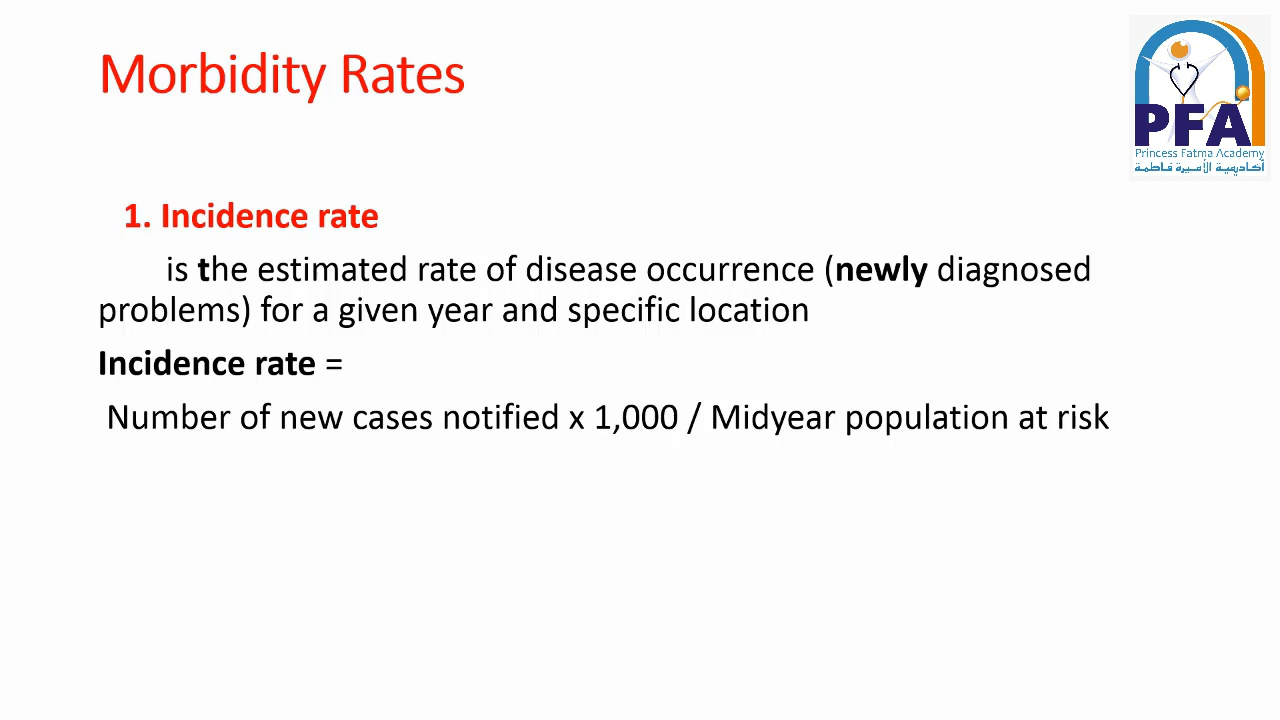 Morbidity Rates
PFA
Princess Fatma Academy
أكاديمية الأميرة فاطمة
1. Incidence rate
is the estimated rate of disease occurrence (newly diagnosed
problems) for a given year and specific location
Incidence rate =
Number of new cases notified x 1,000 / Midyear population at risk